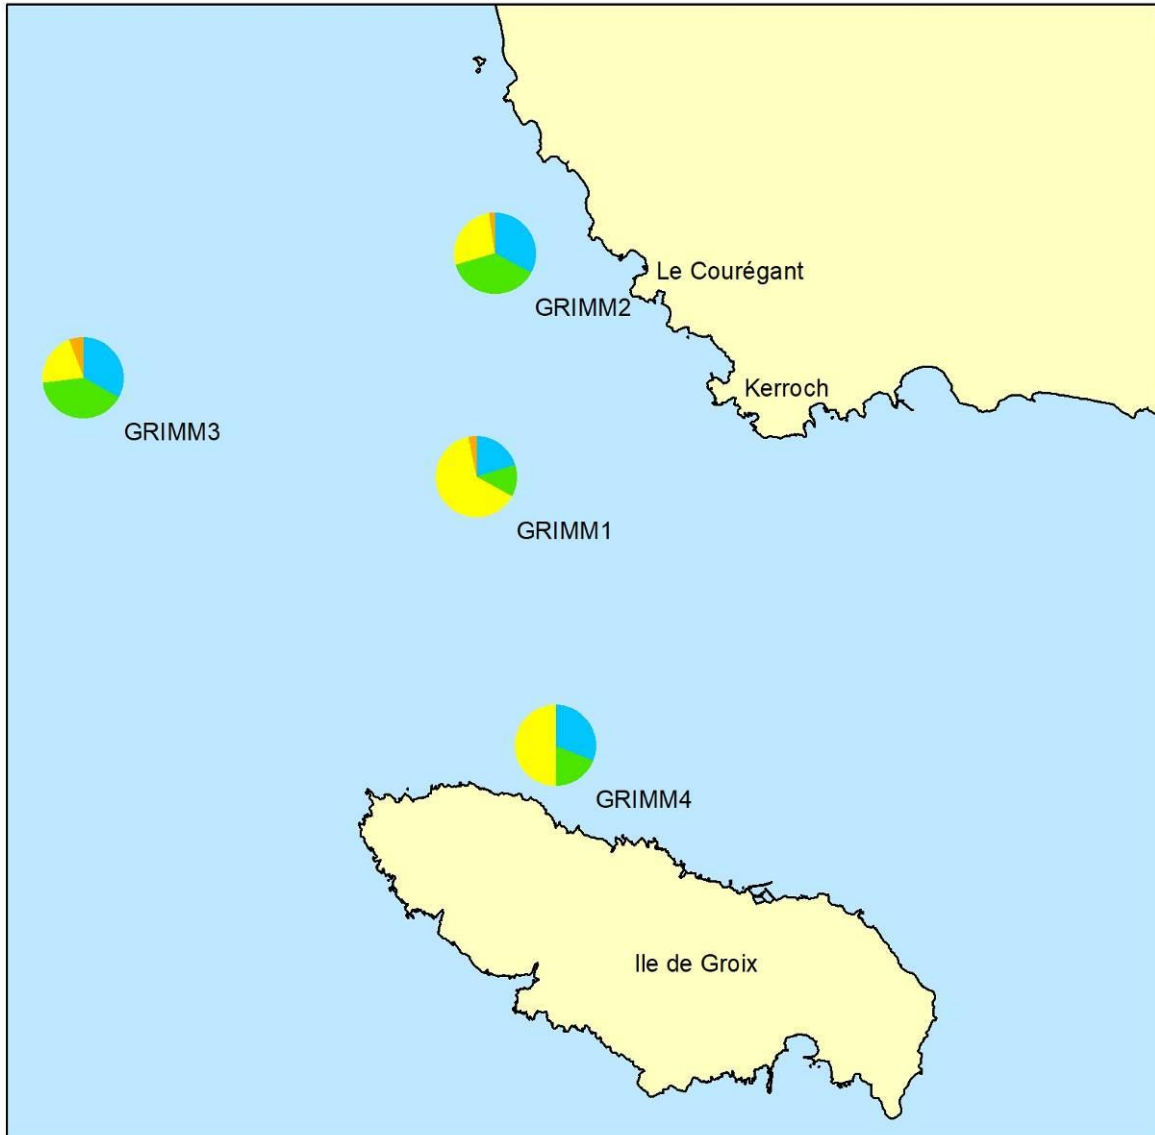 Le Courégant
GRIMM2
Kerroch
GRIMM3
GRIMM1
GRIMM4
Ile de Groix